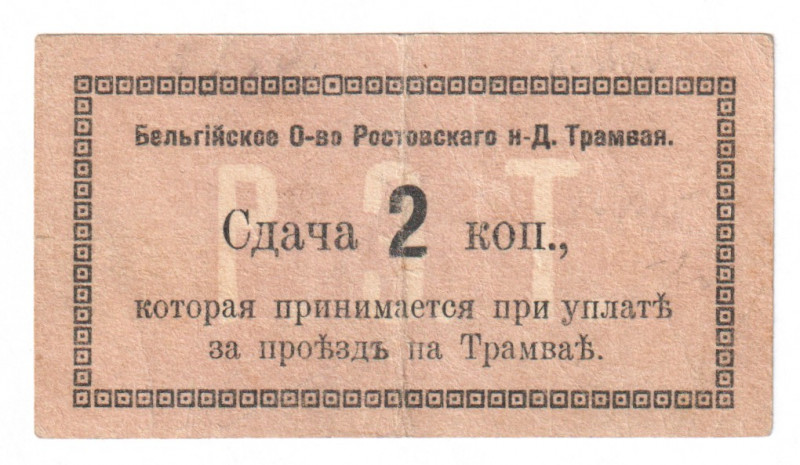 Бельгійское О-во Ростовскаго н-Д. Трамвая.
Р Э Т
Сдача 2 коп.,
которая принимается при уплатѣ
за проѣздъ на Трамваѣ.